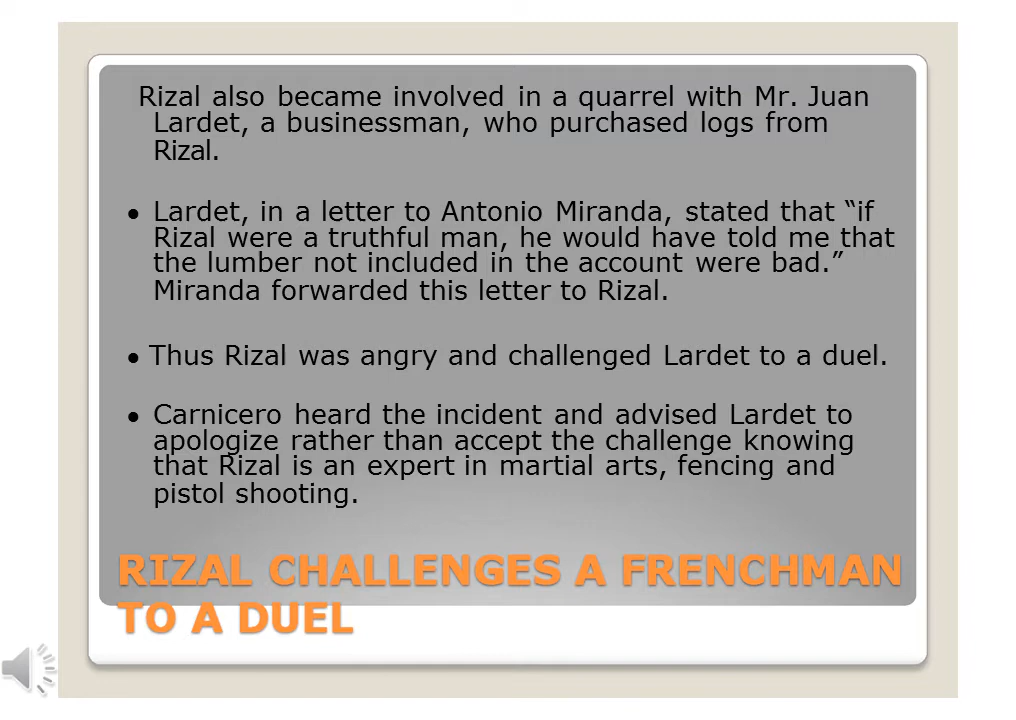 Rizal also became involved in a quarrel with Mr. Juan
Lardet, a businessman, who purchased logs from
Rizal.
• Lardet, in a letter to Antonio Miranda, stated that “if
Rizal were a truthful man, he would have told me that
the lumber not included in the account were bad.”
Miranda forwarded this letter to Rizal.
• Thus Rizal was angry and challenged Lardet to a duel.
• Carnicero heard the incident and advised Lardet to
apologize rather than accept the challenge knowing
that Rizal is an expert in martial arts, fencing and
pistol shooting.
RIZAL CHALLENGES A FRENCHMAN
TO A DUEL